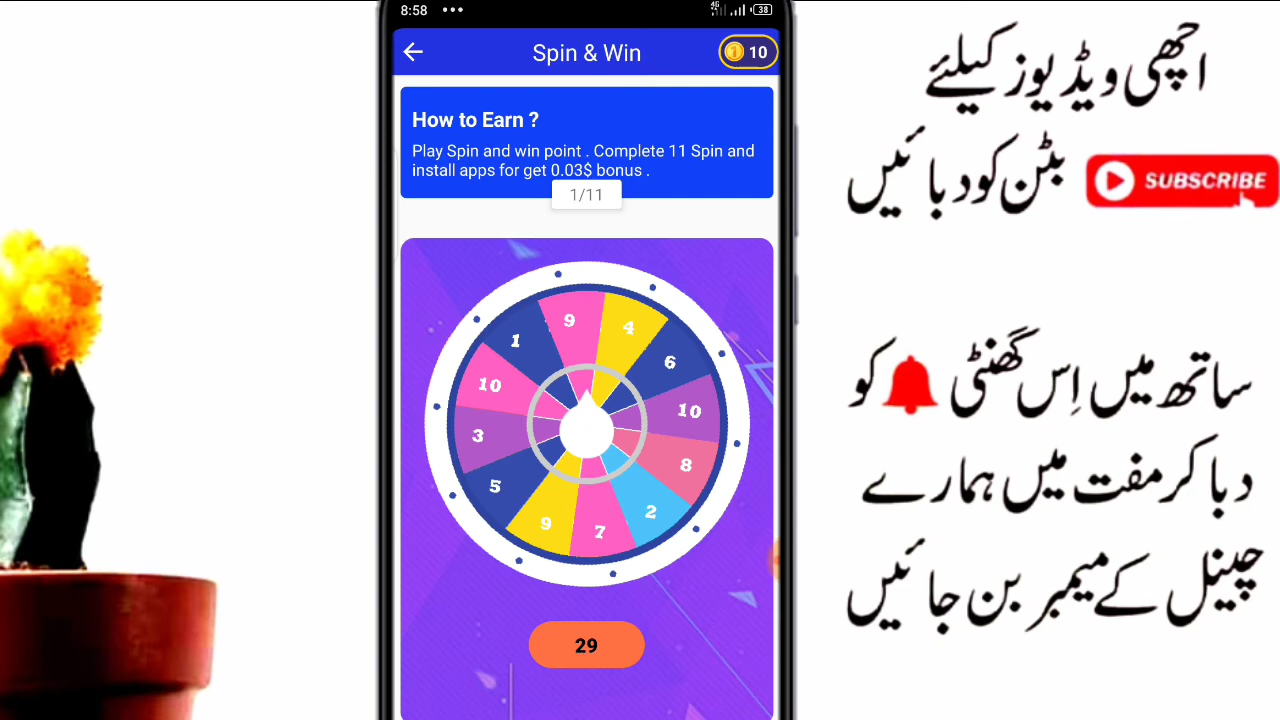 8:58
4G
38
Spin & Win
10
How to Earn ?
Play Spin and win point . Complete 11 Spin and
install apps for get 0.03$ bonus .
1/11
9
4
6
10
8
2
7
9
5
3
10
1
29
اچھی ویڈیوز کیلئے
بٹن کو دبائیں SUBSCRIBE
ساتھ میں اِس گھنٹی کو
دبا کر مفت میں ہمارے
چینل کے میمبر بن جائیں